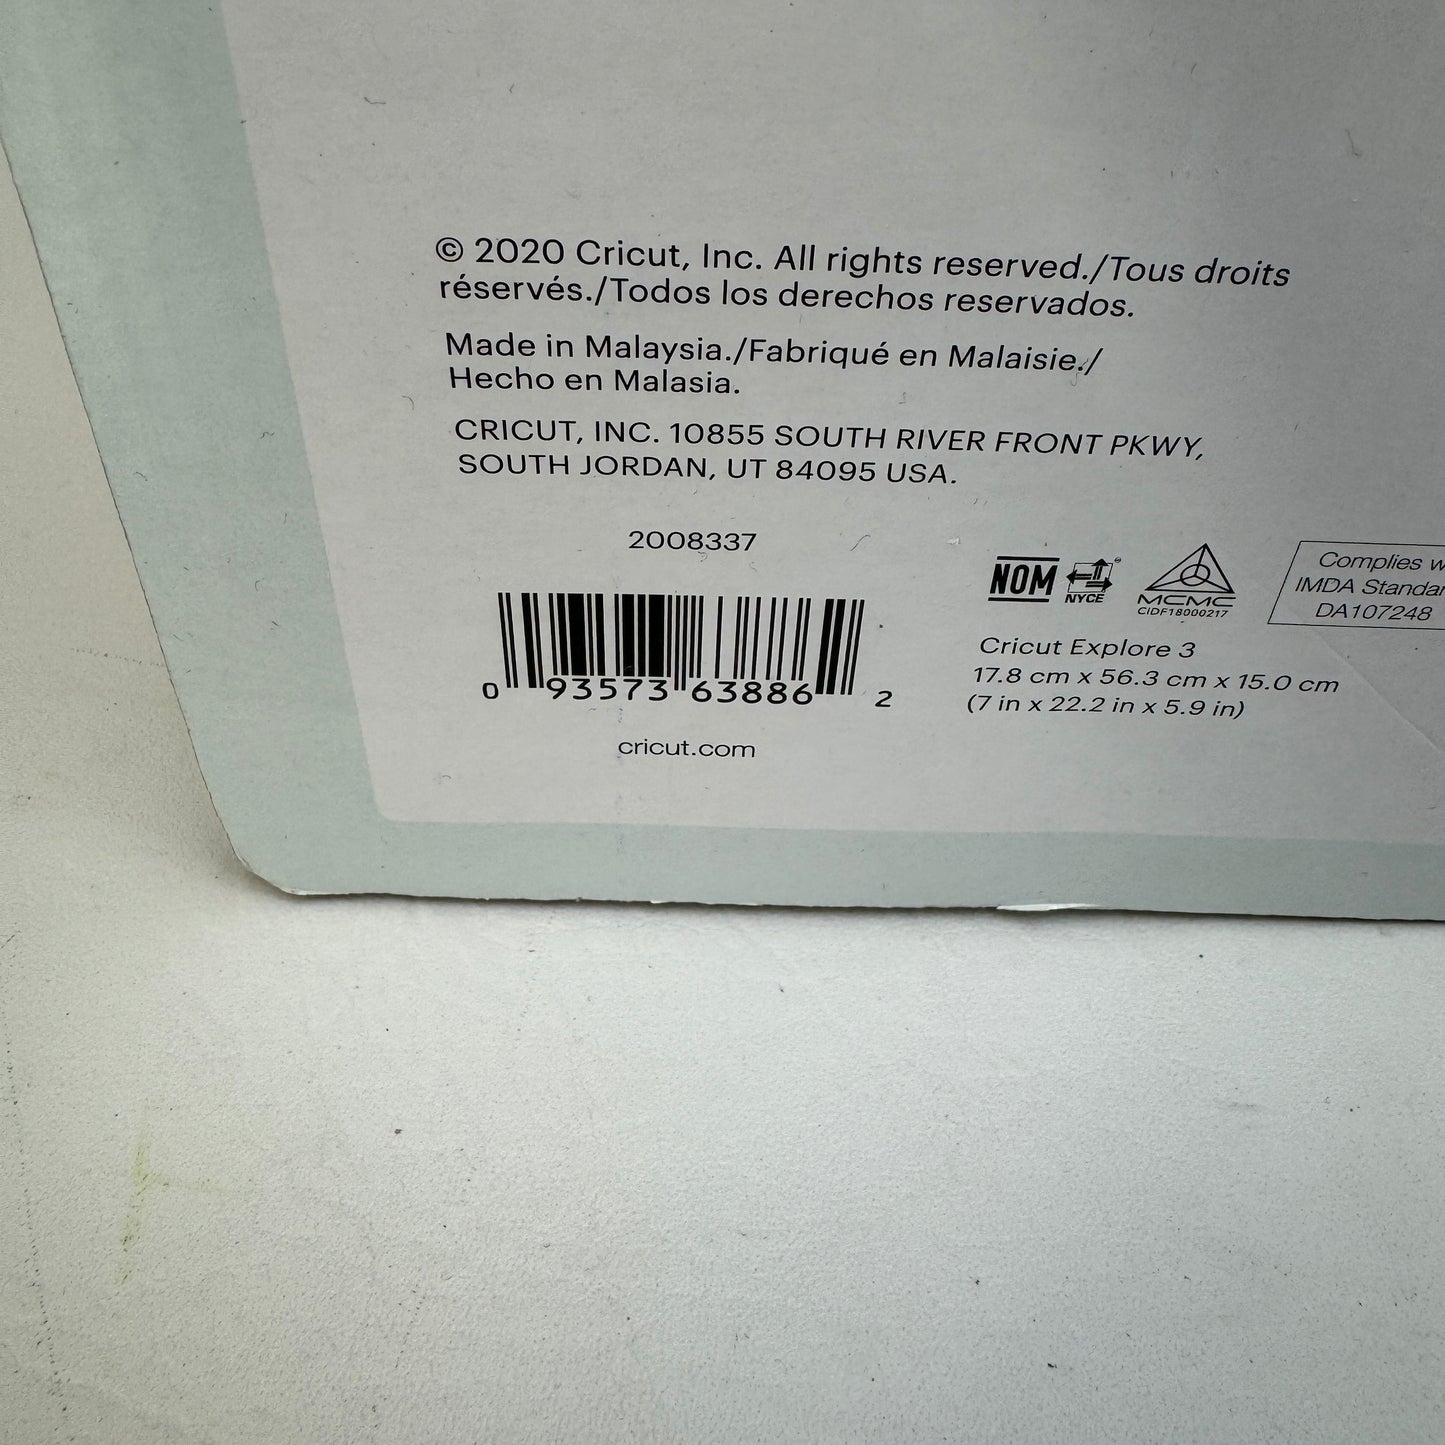 © 2020 Cricut, Inc. All rights reserved./Tous droits
réservés./Todos los derechos reservados.
Made in Malaysia./Fabriqué en Malaisie./
Hecho en Malasia.
CRICUT, INC. 10855 SOUTH RIVER FRONT PKWY,
SOUTH JORDAN, UT 84095 USA.
2008337
0 93573 63886 2
cricut.com
NOM
NYCE
MCMC
CIDF18000217
Complies
IMDA
DA107248
Cricut Explore 3
17.8 cm x 56.3 cm x 15.0 cm
(7 in x 22.2 in x 5.9 in)